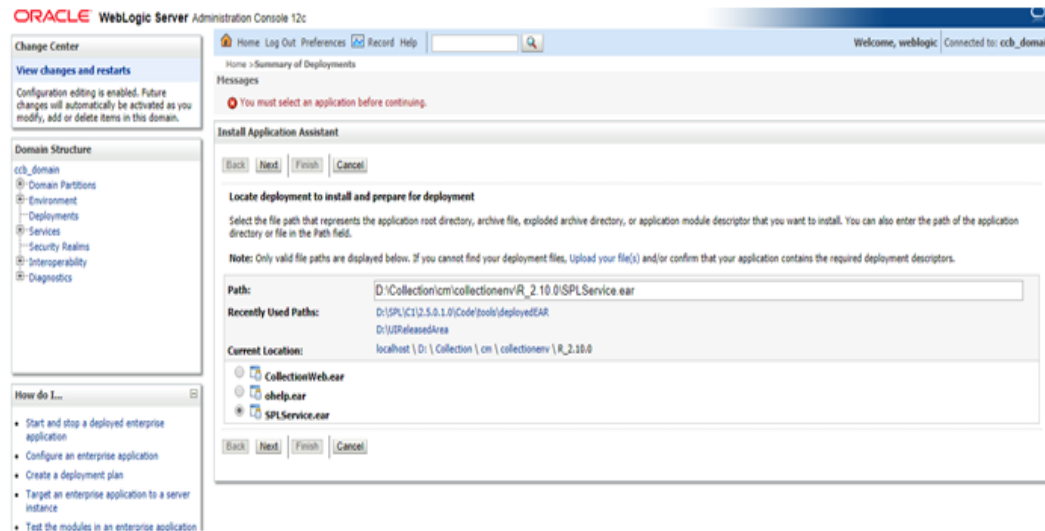 ORACLE WebLogic Server Administration Console 12c
Change Center
View changes and restarts
Configuration editing is enabled. Future
changes will automatically be activated as you
modify, add or delete items in this domain.
Domain Structure
ccb_domain
Domain Partitions
Environment
Deployments
Services
Security Realms
Interoperability
Diagnostics
How do I...
Start and stop a deployed enterprise
application
Configure an enterprise application
Create a deployment plan
Target an enterprise application to a server
instance
Test the modules in an enterprise application
Home Log Out Preferences Record Help
Welcome, weblogic Connected to: ccb_domai
Home >Summary of Deployments
Messages
You must select an application before continuing.
Install Application Assistant
Back Next Finish Cancel
Locate deployment to install and prepare for deployment
Select the file path that represents the application root directory, archive file, exploded archive directory, or application module descriptor that you want to install. You can also enter the path of the application
directory or file in the Path field.
Note: Only valid file paths are displayed below. If you cannot find your deployment files, Upload your file(s) and/or confirm that your application contains the required deployment descriptors.
Path: D:\Collection\cm\collectionenv\R_2.10.0\SPLService.ear
Recently Used Paths: D:\SPL\C1\2.5.0.1.0\Code\tools\deployedEAR
D:\UIReleasedArea
Current Location: localhost \ D: \ Collection \ cm \ collectionenv \ R_2.10.0
CollectionWeb.ear
ohelp.ear
SPLService.ear
Back Next Finish Cancel